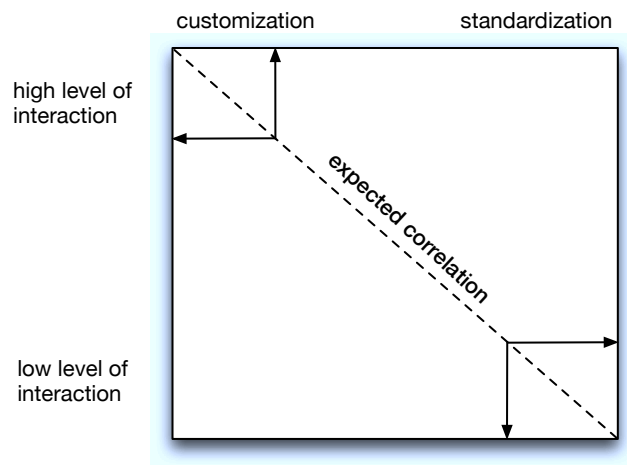 customization
standardization
high level of
interaction
expected correlation
low level of
interaction